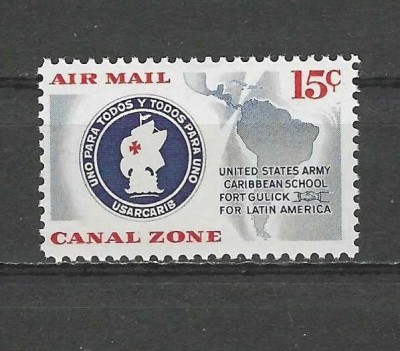 AIR MAIL
15¢
UNO PARA TODOS Y TODOS PARA UNO
USARCARIB
UNITED STATES ARMY
CARIBBEAN SCHOOL
FORT GULICK
FOR LATIN AMERICA
CANAL ZONE